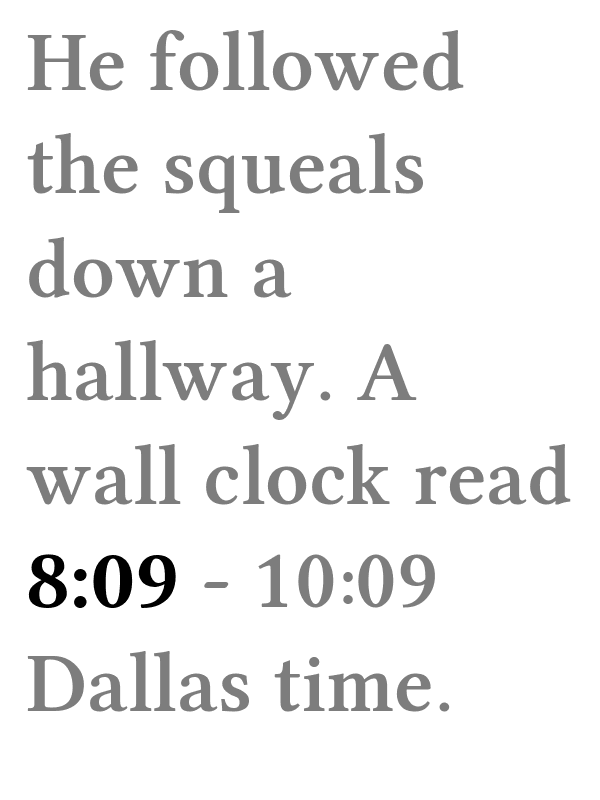 He followed
the squeals
down a
hallway. A
wall clock read
8:09 - 10:09
Dallas time.